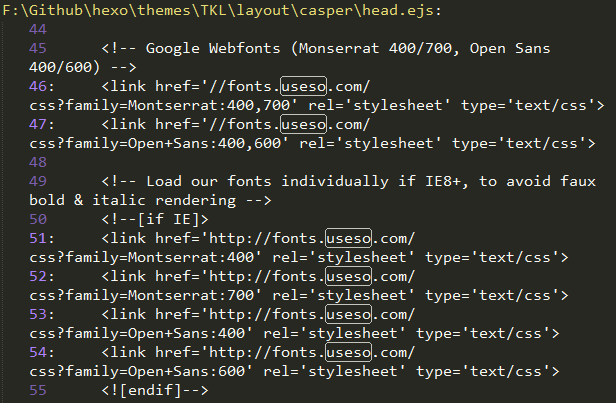 F:\Github\hexo\themes\TKL\layout\casper\head.ejs:
44
45 <!-- Google Webfonts (Monserrat 400/700, Open Sans
400/600) -->
46: <link href='//fonts.useso.com/
css?family=Montserrat:400,700' rel='stylesheet' type='text/css'>
47: <link href='//fonts.useso.com/
css?family=Open+Sans:400,600' rel='stylesheet' type='text/css'>
48
49 <!-- Load our fonts individually if IE8+, to avoid faux
bold & italic rendering -->
50 <!--[if IE]>
51: <link href='http://fonts.useso.com/
css?family=Montserrat:400' rel='stylesheet' type='text/css'>
52: <link href='http://fonts.useso.com/
css?family=Montserrat:700' rel='stylesheet' type='text/css'>
53: <link href='http://fonts.useso.com/
css?family=Open+Sans:400' rel='stylesheet' type='text/css'>
54: <link href='http://fonts.useso.com/
css?family=Open+Sans:600' rel='stylesheet' type='text/css'>
55 <![endif]-->